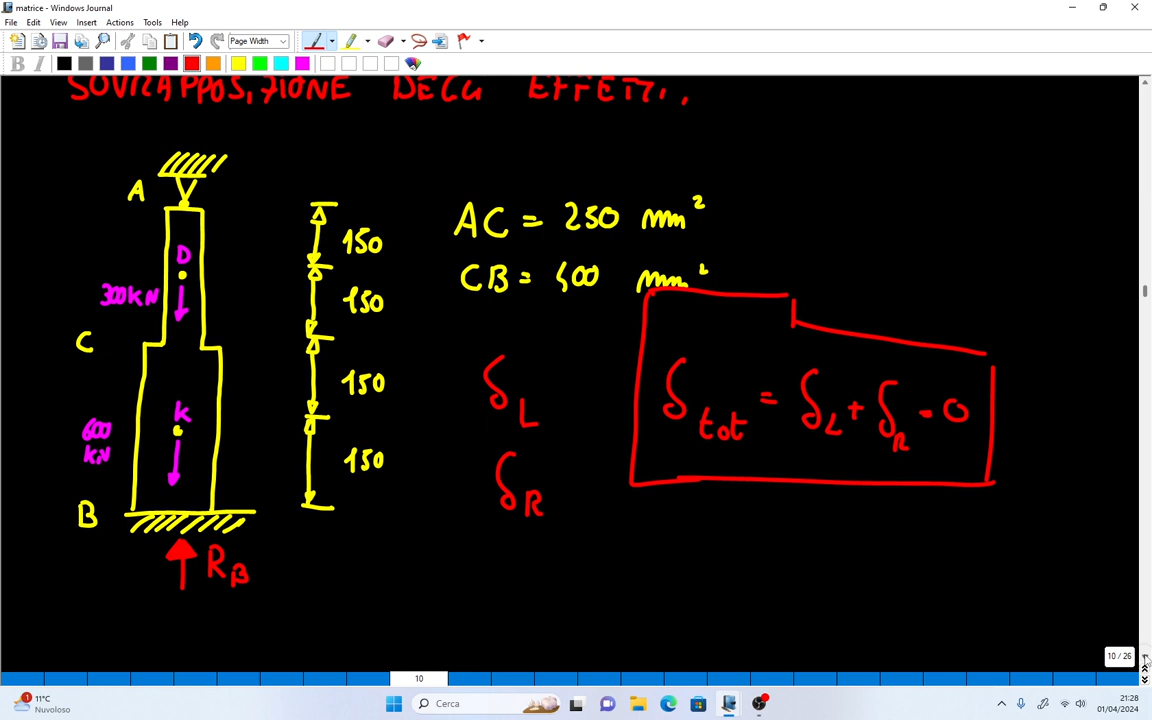 matrice - Windows Journal
File Edit View Insert Actions Tools Help
Page Width
B I
SOVRAPPOSIZIONE DEGLI EFFETTI.
A
D
300KN
C
K
600
KN
B
RB
150
150
150
150
AC = 250 mm²
CB = 400 mm²
δL
δR
δtot = δL + δR = 0
10 / 26
10
1
11°C
Nuvoloso
Cerca
21:28
01/04/2024